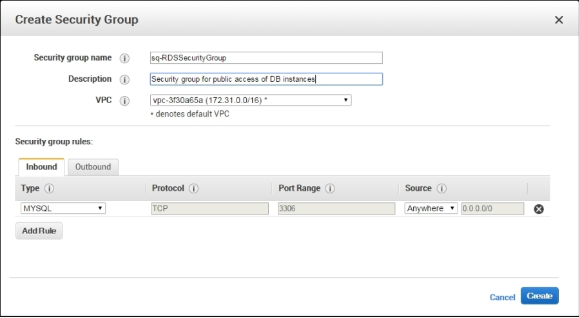 Create Security Group ×
Security group name i sq-RDSSecurityGroup
Description i Security group for public access of DB instances
VPC i vpc-3f30a65a (172.31.0.0/16) *
* denotes default VPC
Security group rules:
Inbound Outbound
Type i Protocol i Port Range i Source i
MYSQL TCP 3306 Anywhere 0.0.0.0/0
Add Rule
Cancel Create